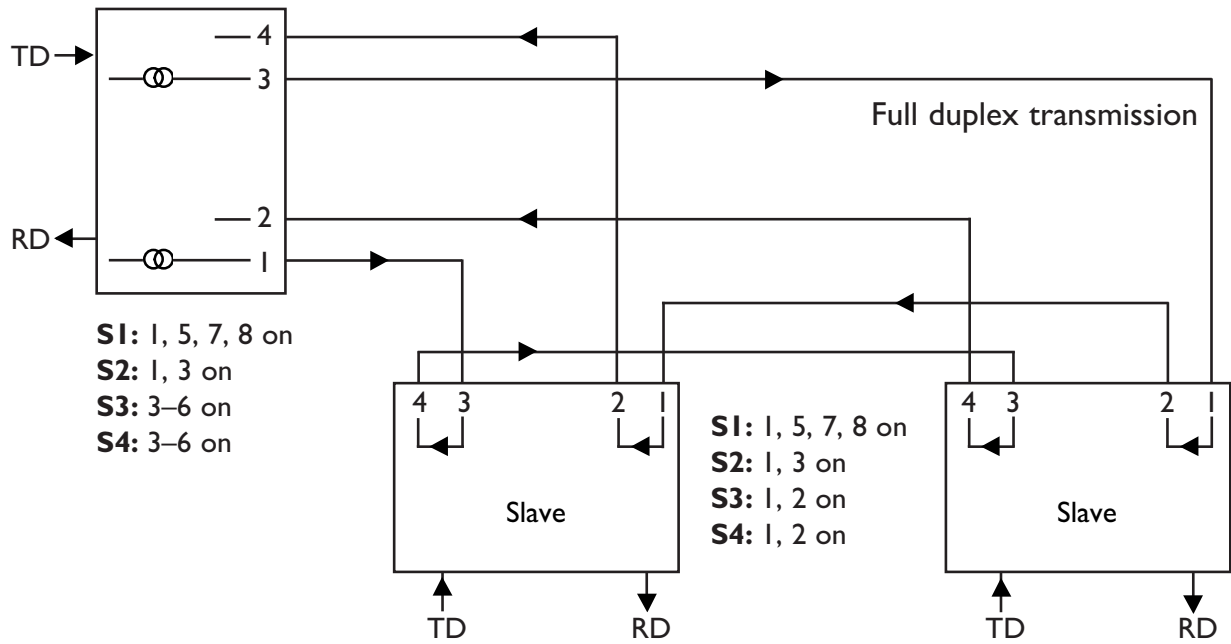 4
TD
3
Full duplex transmission
2
RD
1
S1: 1, 5, 7, 8 on
S2: 1, 3 on
S3: 3–6 on
S4: 3–6 on
4 3 2 1
Slave
TD RD
S1: 1, 5, 7, 8 on
S2: 1, 3 on
S3: 1, 2 on
S4: 1, 2 on
4 3 2 1
Slave
TD RD